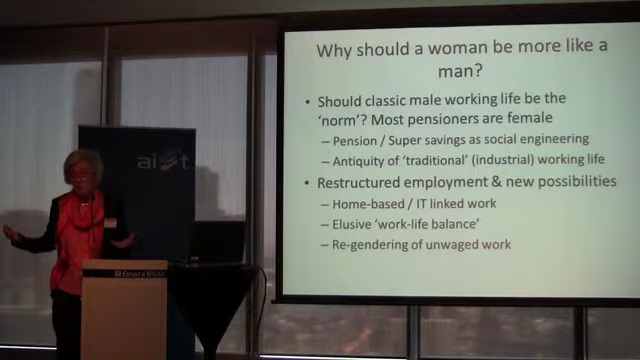 Why should a woman be more like a
man?
• Should classic male working life be the
'norm'? Most pensioners are female
– Pension / Super savings as social engineering
– Antiquity of 'traditional' (industrial) working life
• Restructured employment & new possibilities
– Home-based / IT linked work
– Elusive 'work-life balance'
– Re-gendering of unwaged work